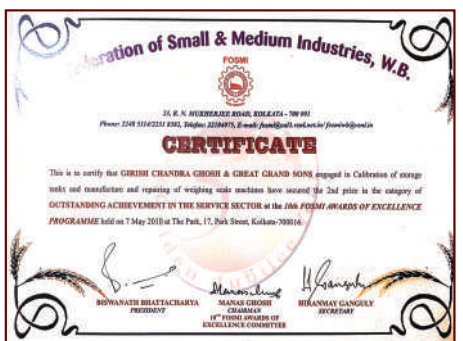 Federation of Small & Medium Industries, W.B.
FOSMI
23, R. N. MUKHERJEE ROAD, KOLKATA - 700 001
CERTIFICATE
This is to certify that GIRISH CHANDRA GHOSH & GREAT GRAND SONS engaged in Calibration of storage
tanks and manufacture and repairing of weighing scale machines have secured the 2nd prize in the category of
OUTSTANDING ACHIEVEMENT IN THE SERVICE SECTOR at the 10th FOSMI AWARDS OF EXCELLENCE
PROGRAMME held on 7 May 2010 at The Park, 17, Park Street, Kolkata-700016.
Golden Jubilee
BISWANATH BHATTACHARYA
PRESIDENT
MANAS GHOSH
CHAIRMAN
10TH FOSMI AWARDS OF
EXCELLENCE COMMITTEE
HIRANMAY GANGULY
SECRETARY